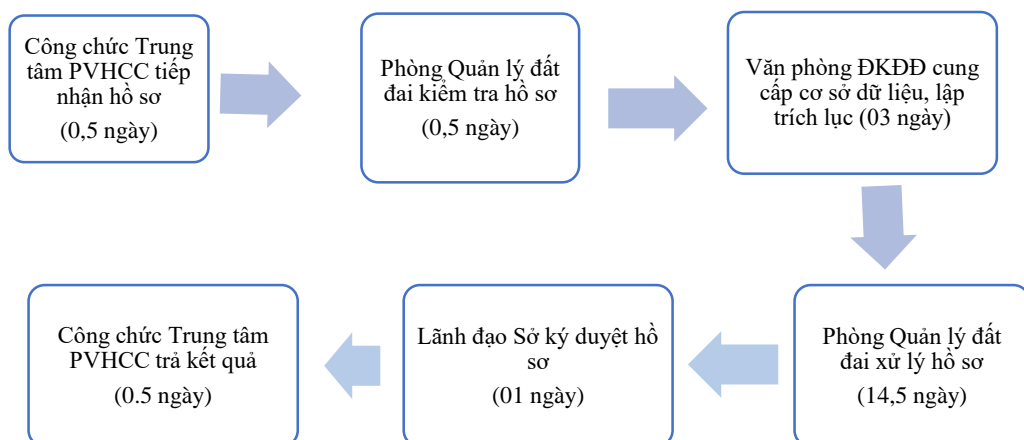 Công chức Trung
tâm PVHCC tiếp
nhận hồ sơ
(0,5 ngày)
Phòng Quản lý đất
đai kiểm tra hồ sơ
(0,5 ngày)
Văn phòng ĐKĐĐ cung
cấp cơ sở dữ liệu, lập
trích lục (03 ngày)
Phòng Quản lý đất
đai xử lý hồ sơ
(14,5 ngày)
Lãnh đạo Sở ký duyệt hồ
sơ
(01 ngày)
Công chức Trung tâm
PVHCC trả kết quả
(0.5 ngày)